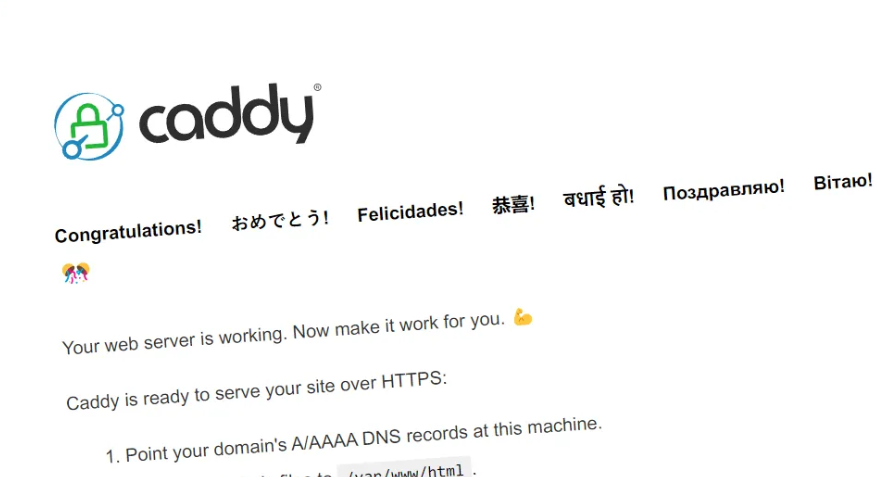 caddy®
Congratulations! おめでとう! Felicidades! 恭喜! बधाई हो! Поздравляю! Вітаю!
Your web server is working. Now make it work for you.
Caddy is ready to serve your site over HTTPS:
1. Point your domain's A/AAAA DNS records at this machine.
files to /var/www/html.